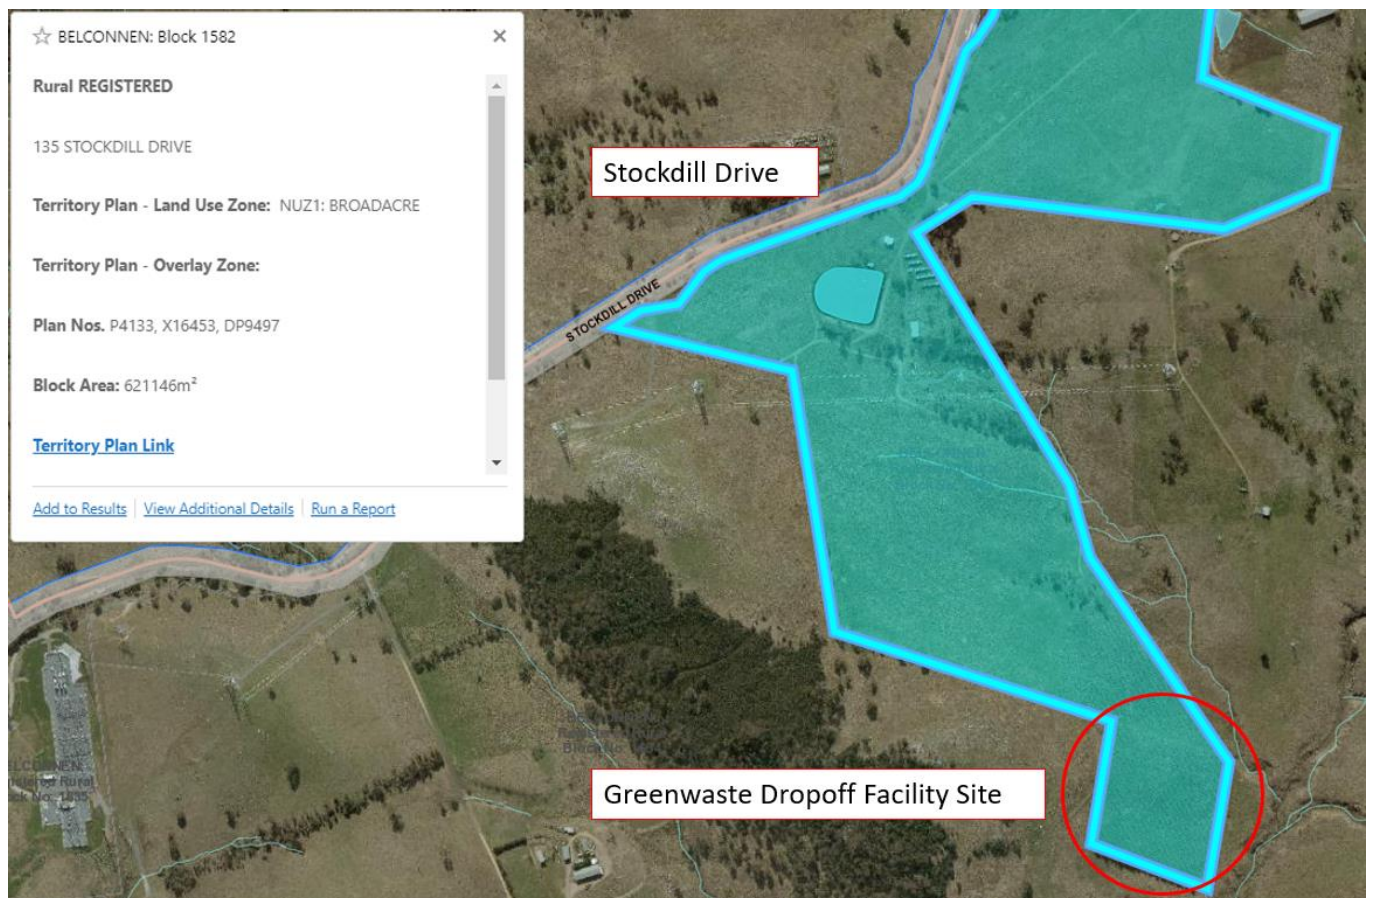 BELCONNEN: Block 1582
Rural REGISTERED
135 STOCKDILL DRIVE
Territory Plan - Land Use Zone: NUZ1: BROADACRE
Territory Plan - Overlay Zone:
Plan Nos. P4133, X16453, DP9497
Block Area: 621146m²
Territory Plan Link
Add to Results | View Additional Details | Run a Report
Stockdill Drive
STOCKDILL DRIVE
Greenwaste Dropoff Facility Site
Rural